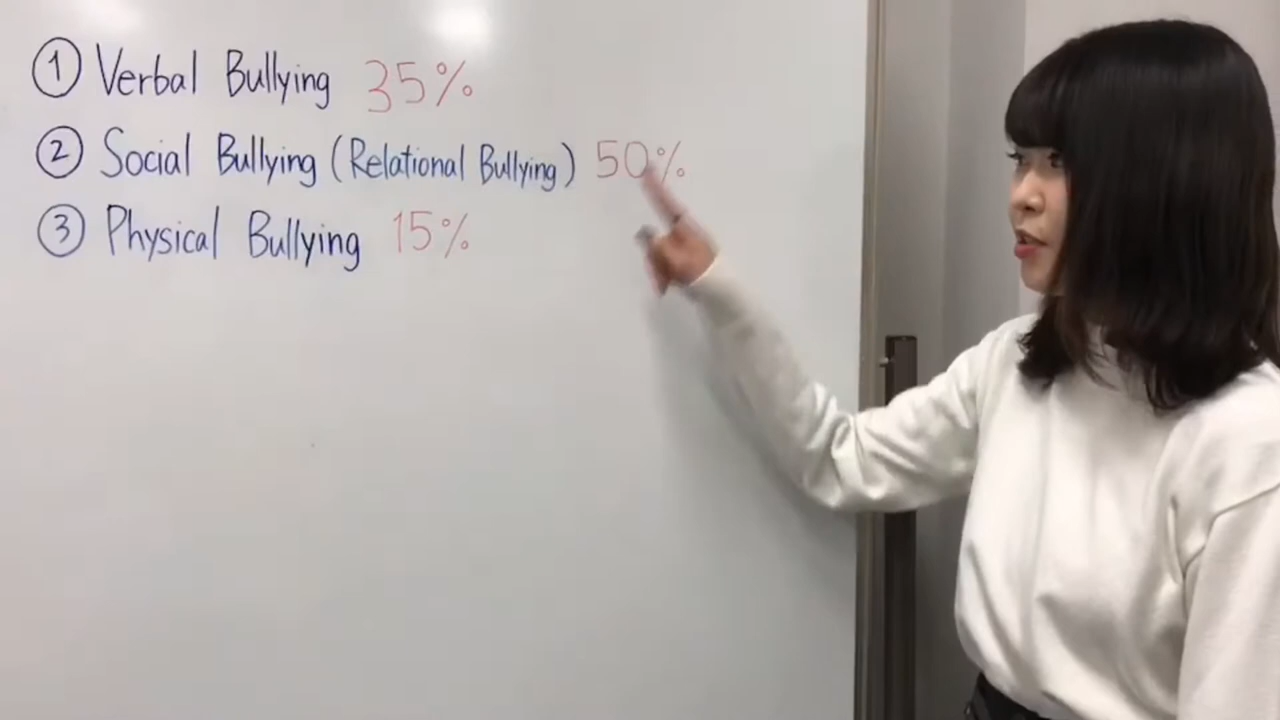 ① Verbal Bullying 35%
② Social Bullying (Relational Bullying) 50%
③ Physical Bullying 15%